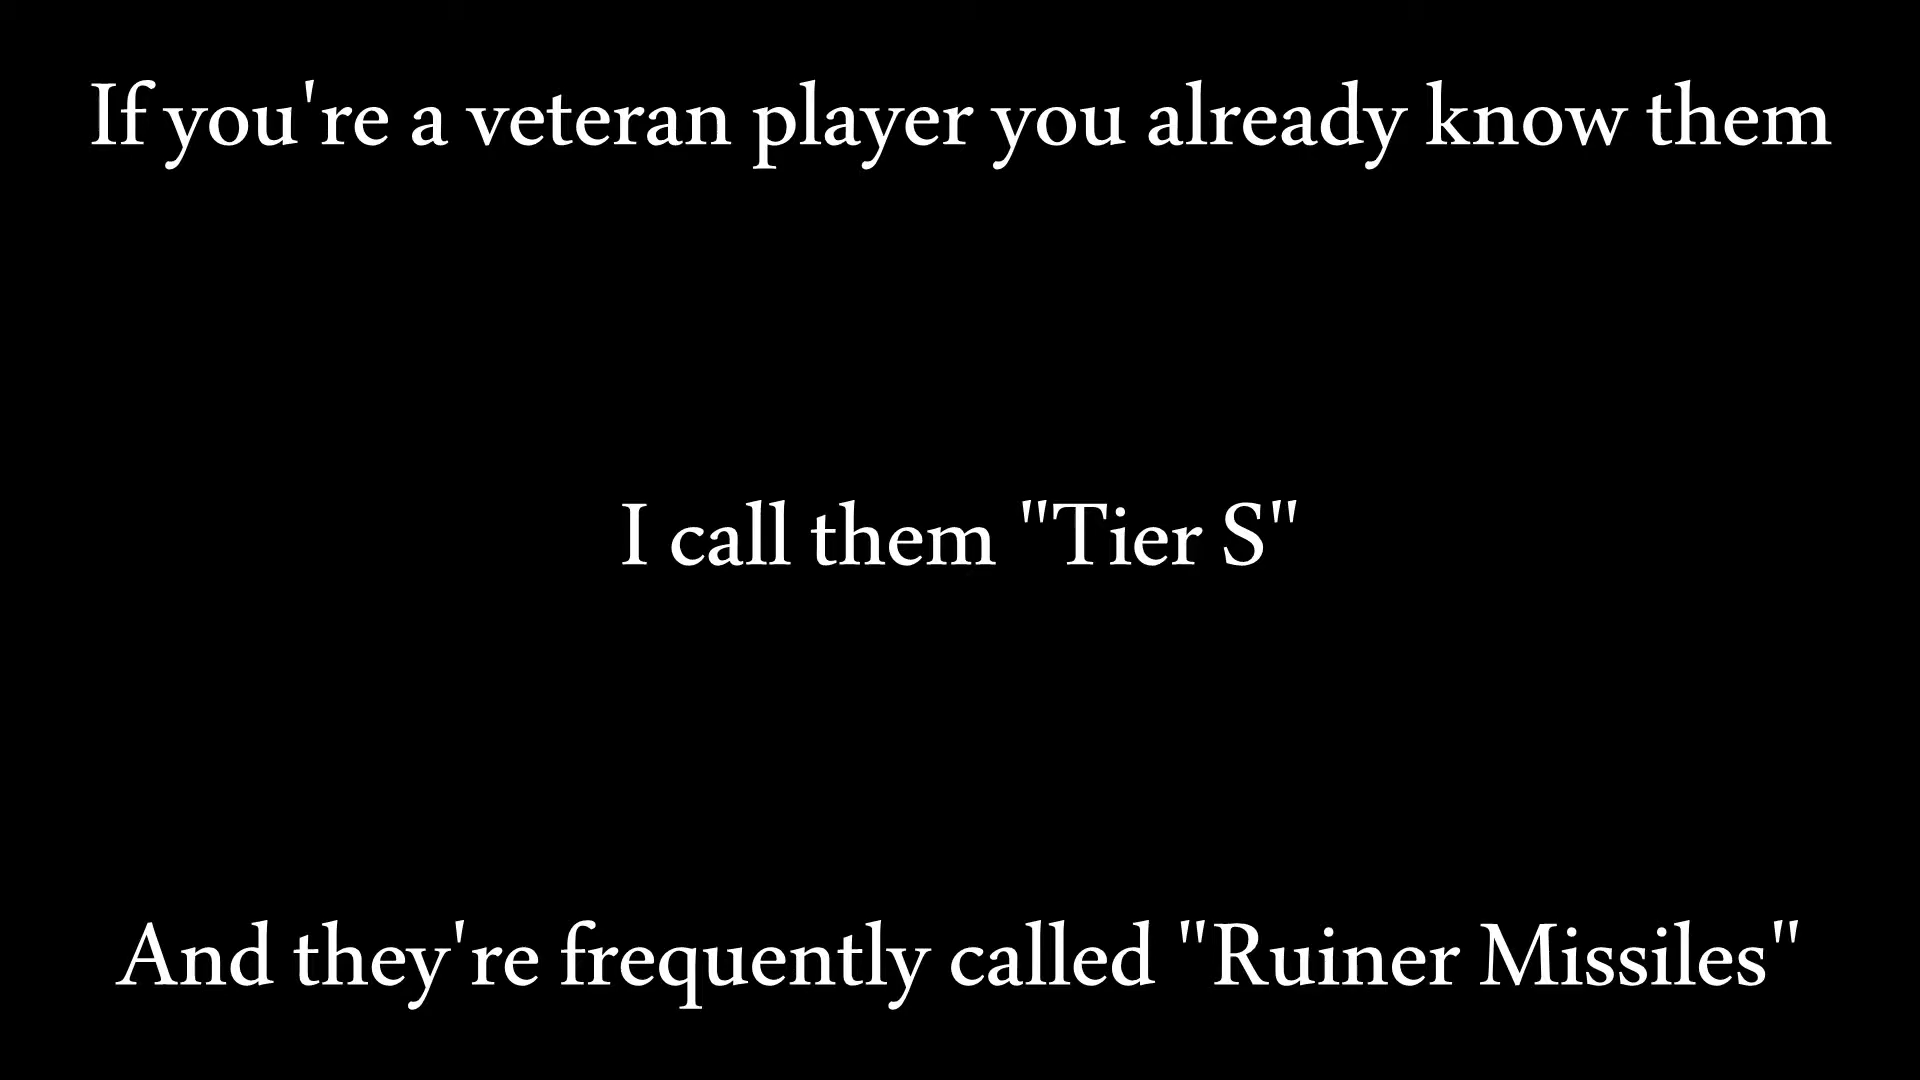 If you're a veteran player you already know them
I call them "Tier S"
And they're frequently called "Ruiner Missiles"